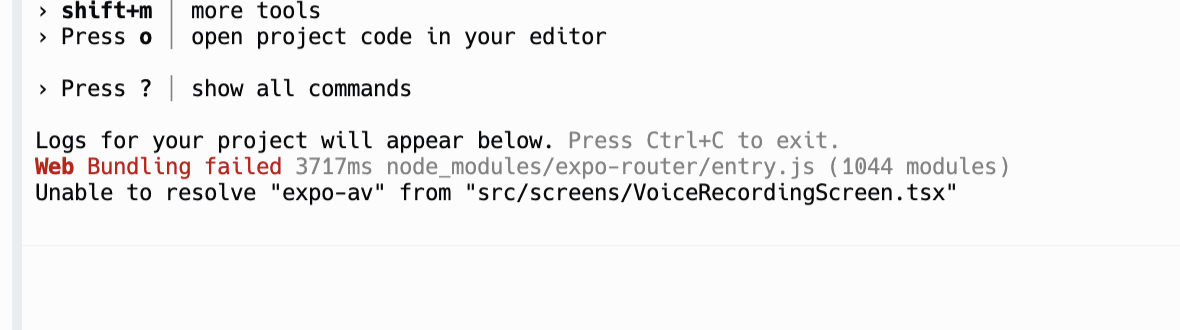 › shift+m │ more tools
› Press o │ open project code in your editor
› Press ? │ show all commands
Logs for your project will appear below. Press Ctrl+C to exit.
Web Bundling failed 3717ms node_modules/expo-router/entry.js (1044 modules)
Unable to resolve "expo-av" from "src/screens/VoiceRecordingScreen.tsx"